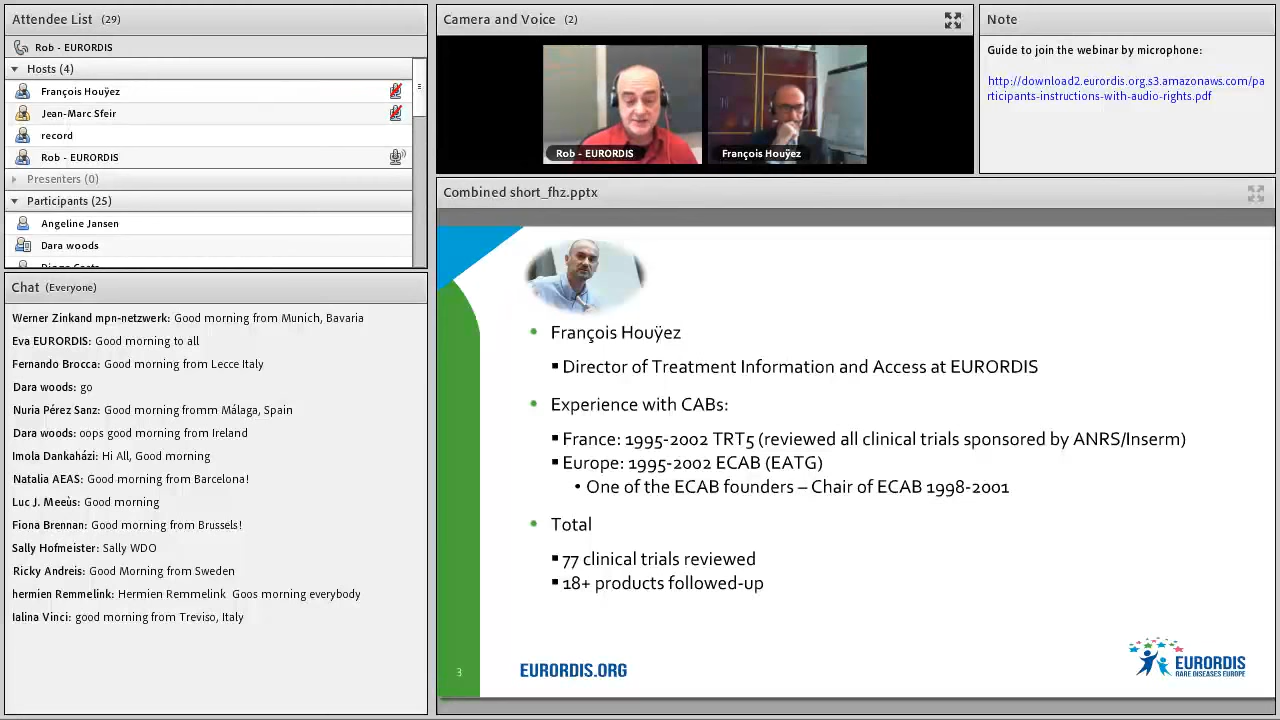 Attendee List (29)
Rob - EURORDIS
Hosts (4)
François Houÿez
Jean-Marc Sfeir
record
Rob - EURORDIS
Presenters (0)
Participants (25)
Angeline Jansen
Dara woods
Chat (Everyone)
Werner Zinkand mpn-netzwerk: Good morning from Munich, Bavaria
Eva EURORDIS: Good morning to all
Fernando Brocca: Good morning from Lecce Italy
Dara woods: go
Nuria Pérez Sanz: Good morning fromm Málaga, Spain
Dara woods: oops good morning from Ireland
Imola Dankaházi: Hi All, Good morning
Natalia AEAS: Good morning from Barcelona!
Luc J. Meeùs: Good morning
Fiona Brennan: Good morning from Brussels!
Sally Hofmeister: Sally WDO
Ricky Andreis: Good Morning from Sweden
hermien Remmelink: Hermien Remmelink Goos morning everybody
Ialina Vinci: good morning from Treviso, Italy
Camera and Voice (2)
Rob - EURORDIS
François Houÿez
Note
Guide to join the webinar by microphone:
http://download2.eurordis.org.s3.amazonaws.com/pa
rticipants-instructions-with-audio-rights.pdf
Combined short_fhz.pptx
• François Houÿez
▪ Director of Treatment Information and Access at EURORDIS
• Experience with CABs:
▪ France: 1995-2002 TRT5 (reviewed all clinical trials sponsored by ANRS/Inserm)
▪ Europe: 1995-2002 ECAB (EATG)
• One of the ECAB founders – Chair of ECAB 1998-2001
• Total
▪ 77 clinical trials reviewed
▪ 18+ products followed-up
3
EURORDIS.ORG
EURORDIS
RARE DISEASES EUROPE